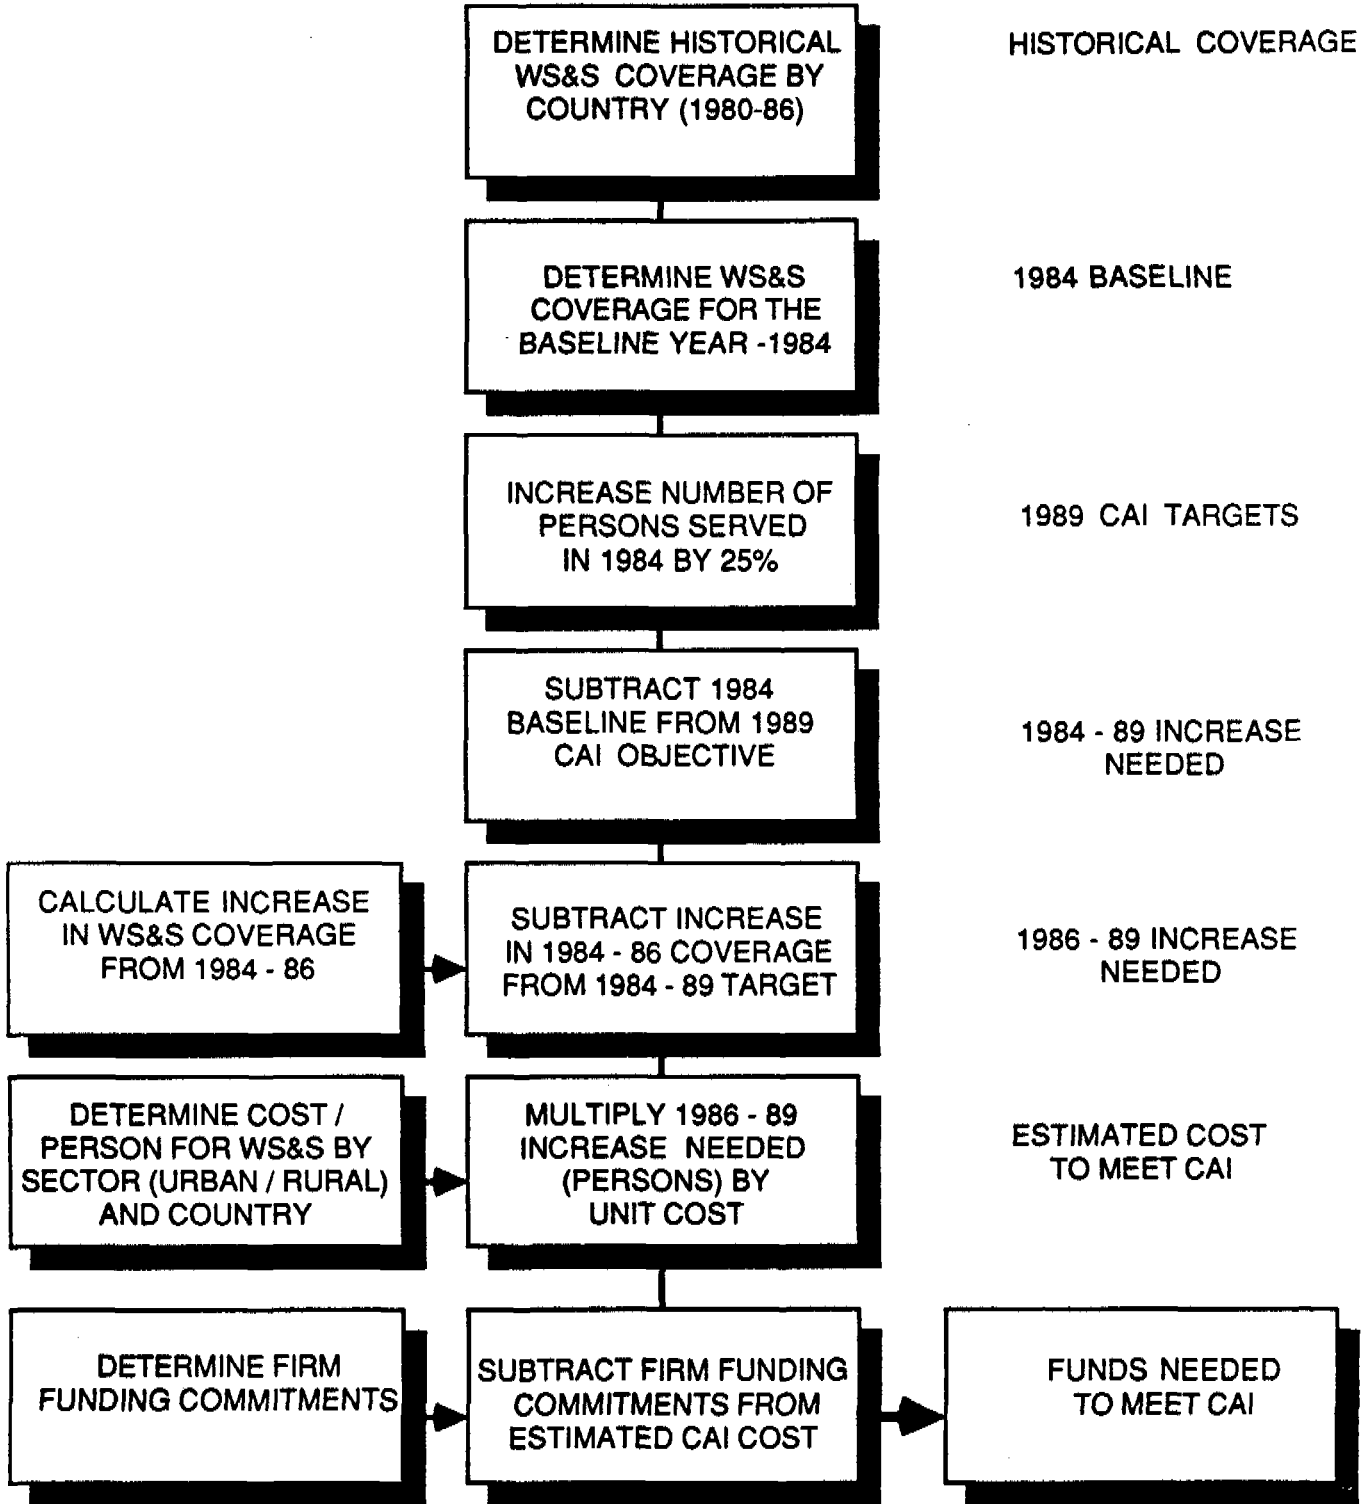 DETERMINE HISTORICAL
WS&S COVERAGE BY
COUNTRY (1980-86)
HISTORICAL COVERAGE
DETERMINE WS&S
COVERAGE FOR THE
BASELINE YEAR -1984
1984 BASELINE
INCREASE NUMBER OF
PERSONS SERVED
IN 1984 BY 25%
1989 CAI TARGETS
SUBTRACT 1984
BASELINE FROM 1989
CAI OBJECTIVE
1984 - 89 INCREASE
NEEDED
CALCULATE INCREASE
IN WS&S COVERAGE
FROM 1984 - 86
SUBTRACT INCREASE
IN 1984 - 86 COVERAGE
FROM 1984 - 89 TARGET
1986 - 89 INCREASE
NEEDED
DETERMINE COST /
PERSON FOR WS&S BY
SECTOR (URBAN / RURAL)
AND COUNTRY
MULTIPLY 1986 - 89
INCREASE NEEDED
(PERSONS) BY
UNIT COST
ESTIMATED COST
TO MEET CAI
DETERMINE FIRM
FUNDING COMMITMENTS
SUBTRACT FIRM FUNDING
COMMITMENTS FROM
ESTIMATED CAI COST
FUNDS NEEDED
TO MEET CAI